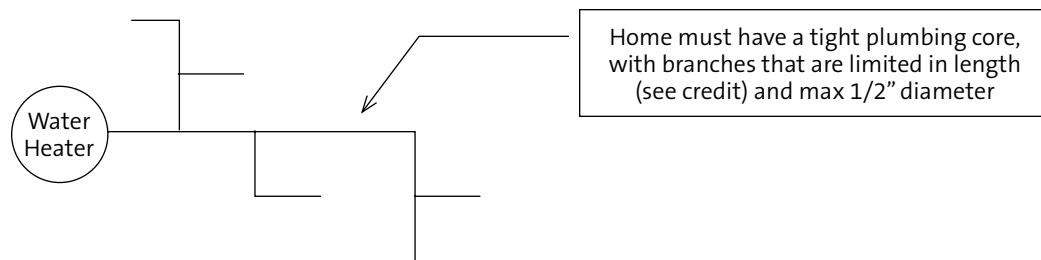 Water
Heater
Home must have a tight plumbing core,
with branches that are limited in length
(see credit) and max 1/2” diameter